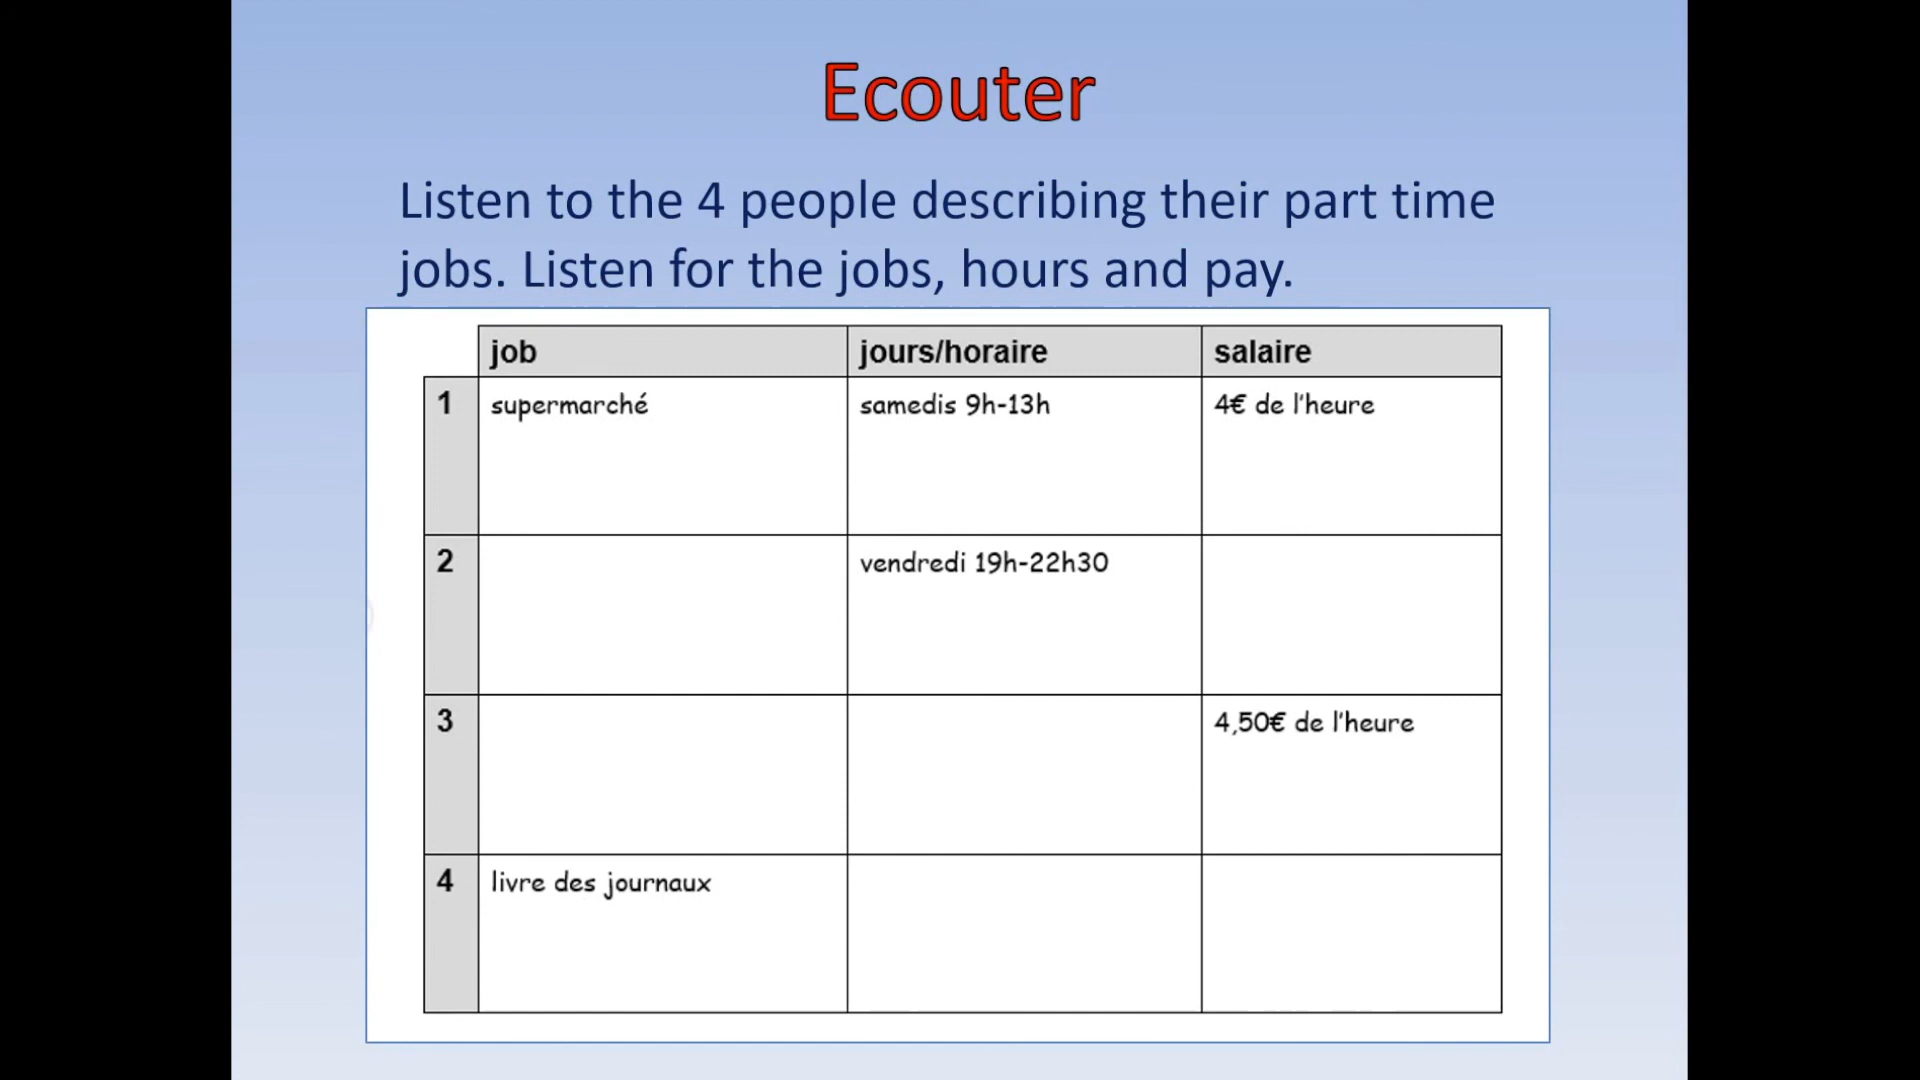 Ecouter
Listen to the 4 people describing their part time
jobs. Listen for the jobs, hours and pay.
job jours/horaire salaire
1 supermarché samedis 9h-13h 4€ de l'heure
2 vendredi 19h-22h30
3 4,50€ de l'heure
4 livre des journaux